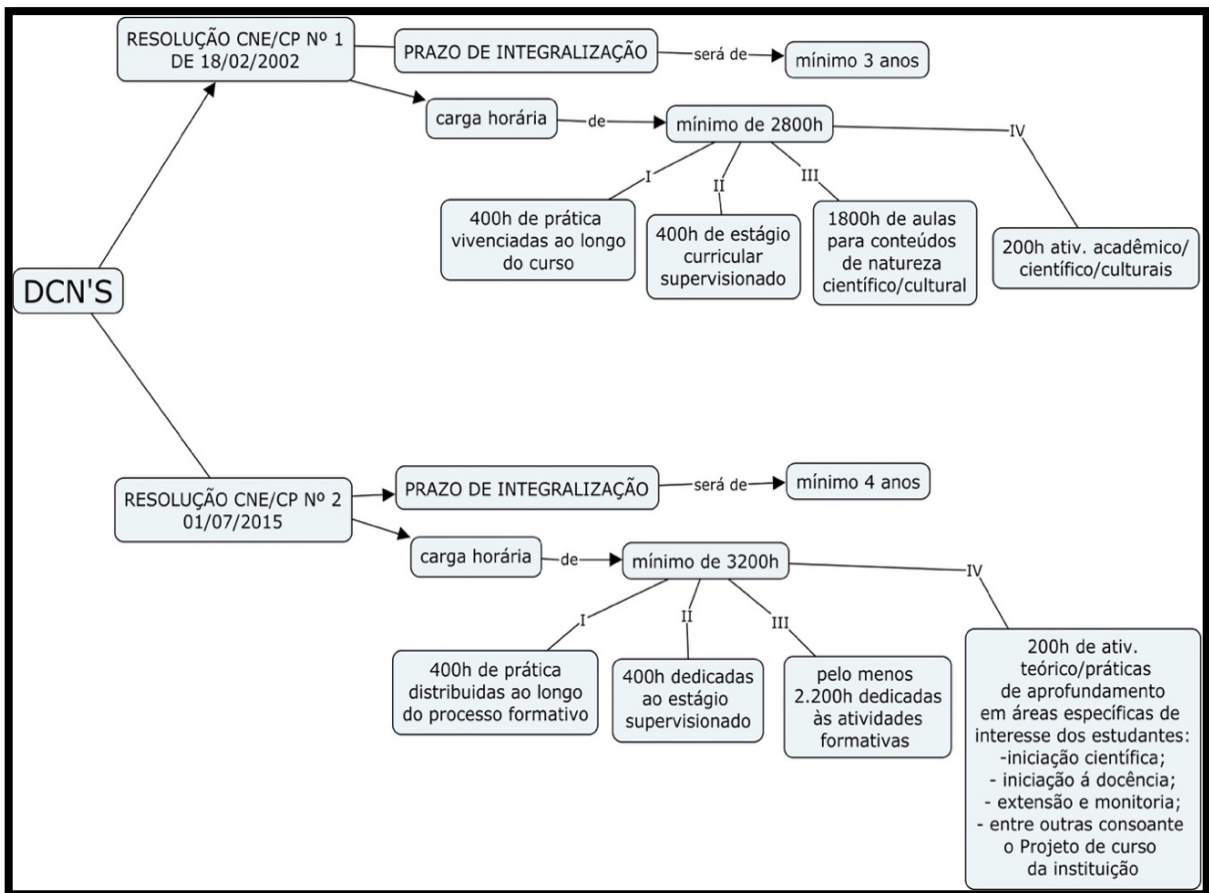 DCN'S
RESOLUÇÃO CNE/CP Nº 1
DE 18/02/2002
PRAZO DE INTEGRALIZAÇÃO
será de
mínimo 3 anos
carga horária
de
mínimo de 2800h
I
II
III
IV
400h de prática
vivenciadas ao longo
do curso
400h de estágio
curricular
supervisionado
1800h de aulas
para conteúdos
de natureza
científico/cultural
200h ativ. acadêmico/
científico/culturais
RESOLUÇÃO CNE/CP Nº 2
01/07/2015
PRAZO DE INTEGRALIZAÇÃO
será de
mínimo 4 anos
carga horária
de
mínimo de 3200h
I
II
III
IV
400h de prática
distribuidas ao longo
do processo formativo
400h dedicadas
ao estágio
supervisionado
pelo menos
2.200h dedicadas
às atividades
formativas
200h de ativ.
teórico/práticas
de aprofundamento
em áreas específicas de
interesse dos estudantes:
-iniciação científica;
- iniciação á docência;
- extensão e monitoria;
- entre outras consoante
o Projeto de curso
da instituição